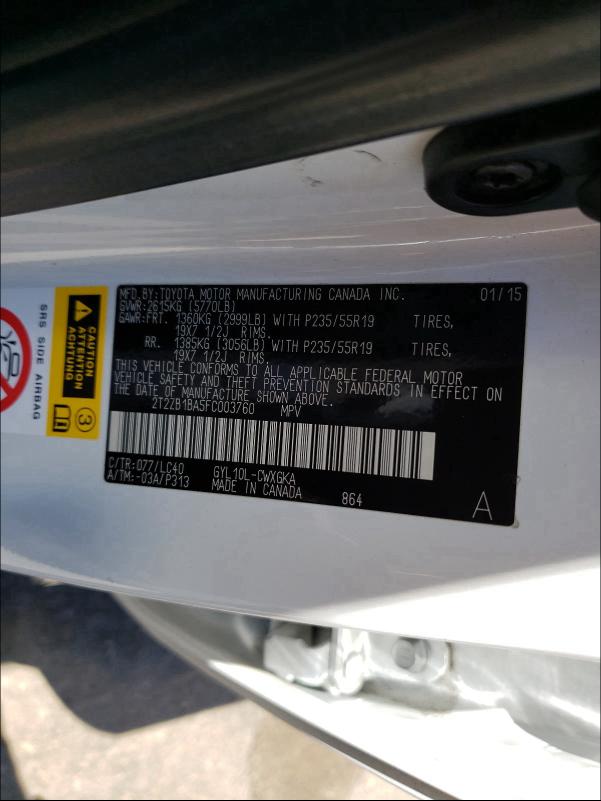 MFD.BY:TOYOTA MOTOR MANUFACTURING CANADA INC. 01/15
GVWR:2615KG (5770LB)
GAWR:FRT. 1360KG (2999LB) WITH P235/55R19 TIRES,
19X7 1/2J RIMS.
RR. 1385KG (3056LB) WITH P235/55R19 TIRES,
19X7 1/2J RIMS.
THIS VEHICLE CONFORMS TO ALL APPLICABLE FEDERAL MOTOR
VEHICLE SAFETY AND THEFT PREVENTION STANDARDS IN EFFECT ON
THE DATE OF MANUFACTURE SHOWN ABOVE.
2T2ZB1BA5FC003760 MPV
C/TR:077/LC40 GYL10L-CWXGKA
A/TM:-03A/P313 MADE IN CANADA 864
A
SRS SIDE AIRBAG
CAUTION
ATTENTION
ACHTUNG
3